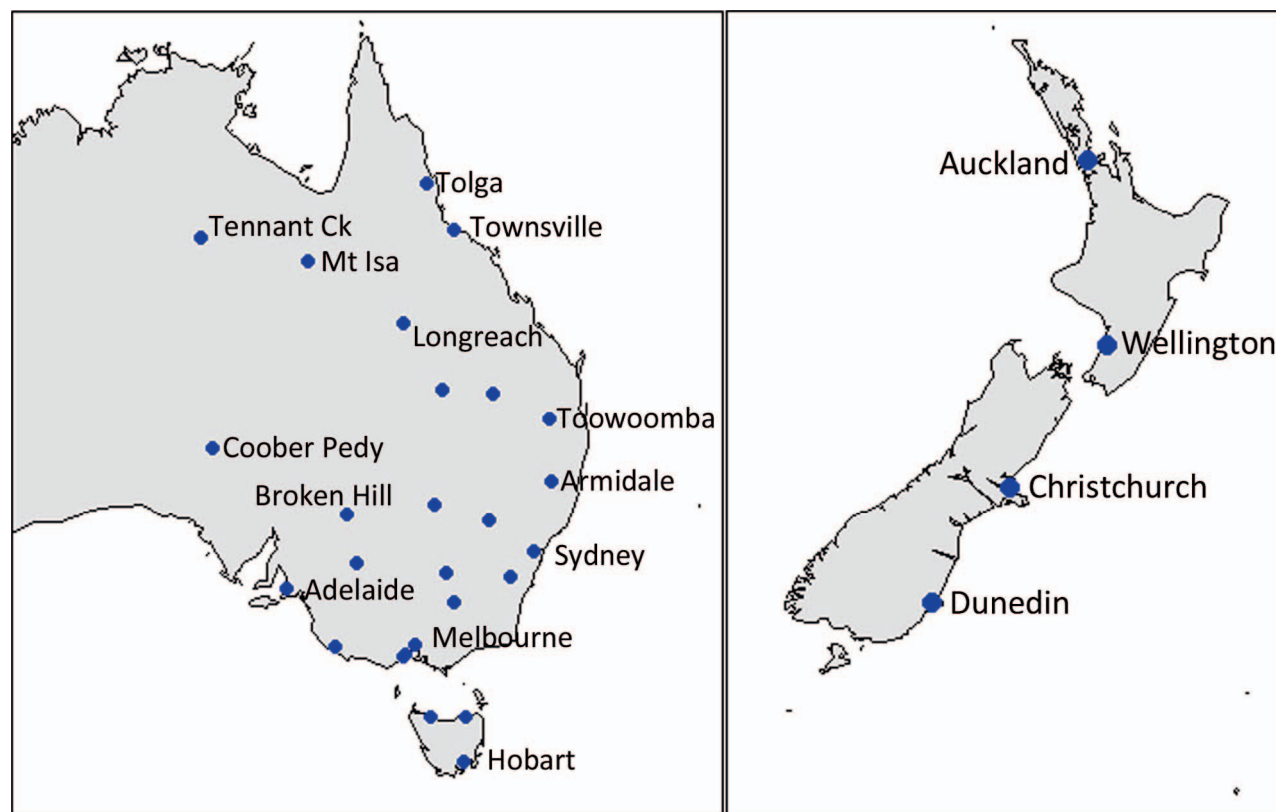 Tolga
Tennant Ck
Townsville
Mt Isa
Longreach
Toowoomba
Coober Pedy
Armidale
Broken Hill
Sydney
Adelaide
Melbourne
Hobart
Auckland
Wellington
Christchurch
Dunedin